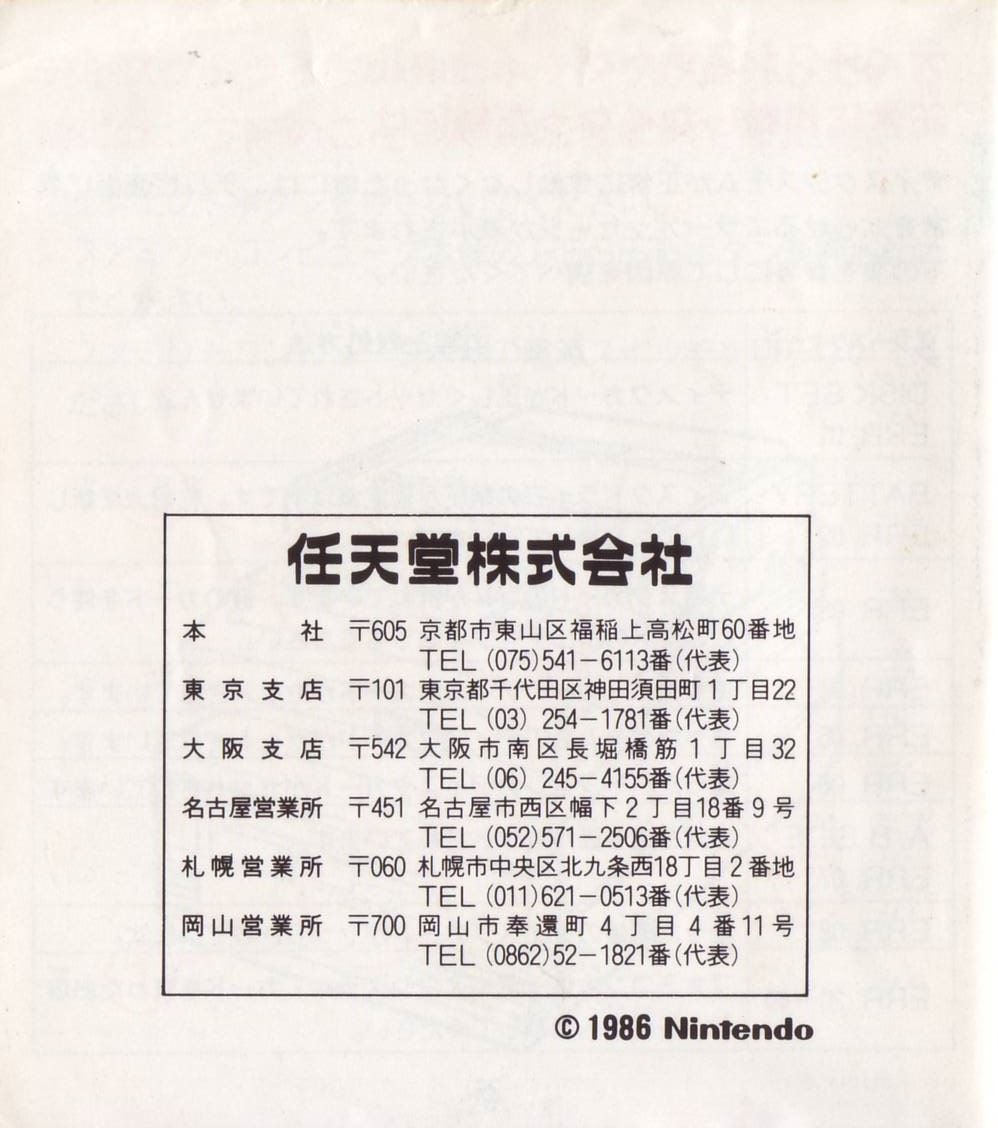 任天堂株式会社
本 社 〒605 京都市東山区福稲上高松町60番地
TEL (075)541−6113番(代表)
東京支店 〒101 東京都千代田区神田須田町1丁目22
TEL (03) 254−1781番(代表)
大阪支店 〒542 大阪市南区長堀橋筋1丁目32
TEL (06) 245−4155番(代表)
名古屋営業所 〒451 名古屋市西区幅下2丁目18番9号
TEL (052)571−2506番(代表)
札幌営業所 〒060 札幌市中央区北九条西18丁目2番地
TEL (011)621−0513番(代表)
岡山営業所 〒700 岡山市奉還町4丁目4番11号
TEL (0862)52−1821番(代表)
© 1986 Nintendo